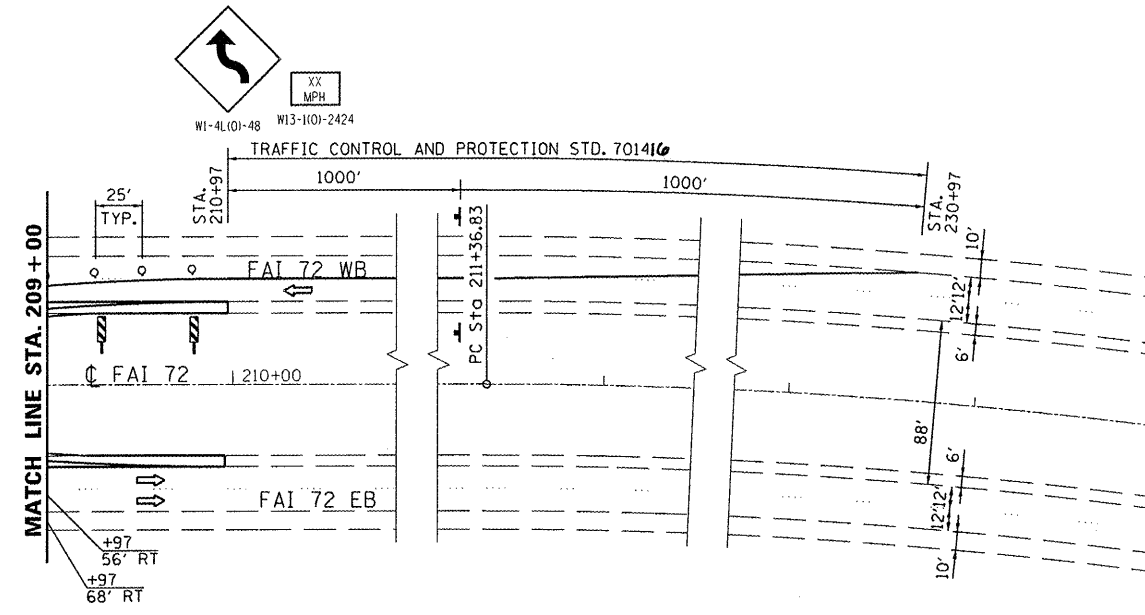 XX
MPH
W1-4L(O)-48
W13-1(O)-2424
TRAFFIC CONTROL AND PROTECTION STD. 701416
1000'
1000'
25'
TYP.
STA.
210+97
STA.
230+97
PC Sta 211+36.83
10'
FAI 72 WB
12'
12'
6'
MATCH LINE STA. 209 + 00
℄ FAI 72
210+00
88'
6'
FAI 72 EB
12'
12'
10'
+97
56' RT
+97
68' RT